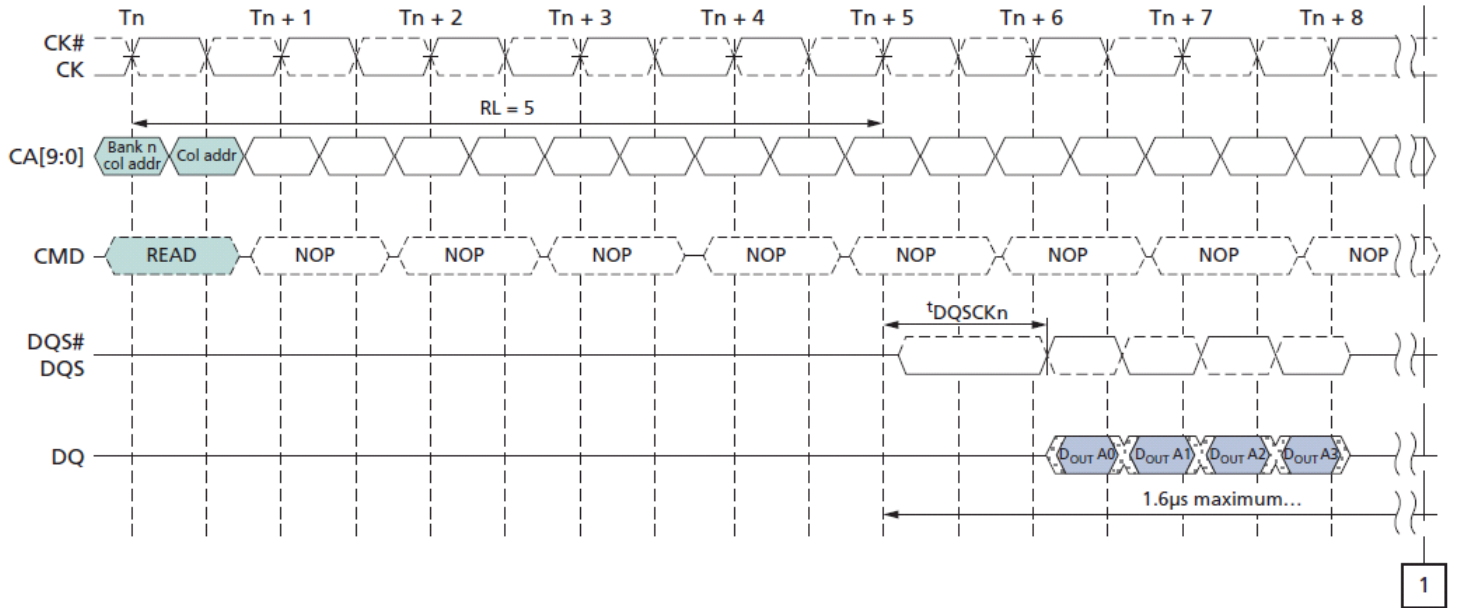 Tn Tn + 1 Tn + 2 Tn + 3 Tn + 4 Tn + 5 Tn + 6 Tn + 7 Tn + 8
CK#
CK
RL = 5
CA[9:0] Bank n col addr Col addr
CMD READ NOP NOP NOP NOP NOP NOP NOP NOP
tDQSCKn
DQS#
DQS
DQ DOUT A0 DOUT A1 DOUT A2 DOUT A3
1.6μs maximum…
1